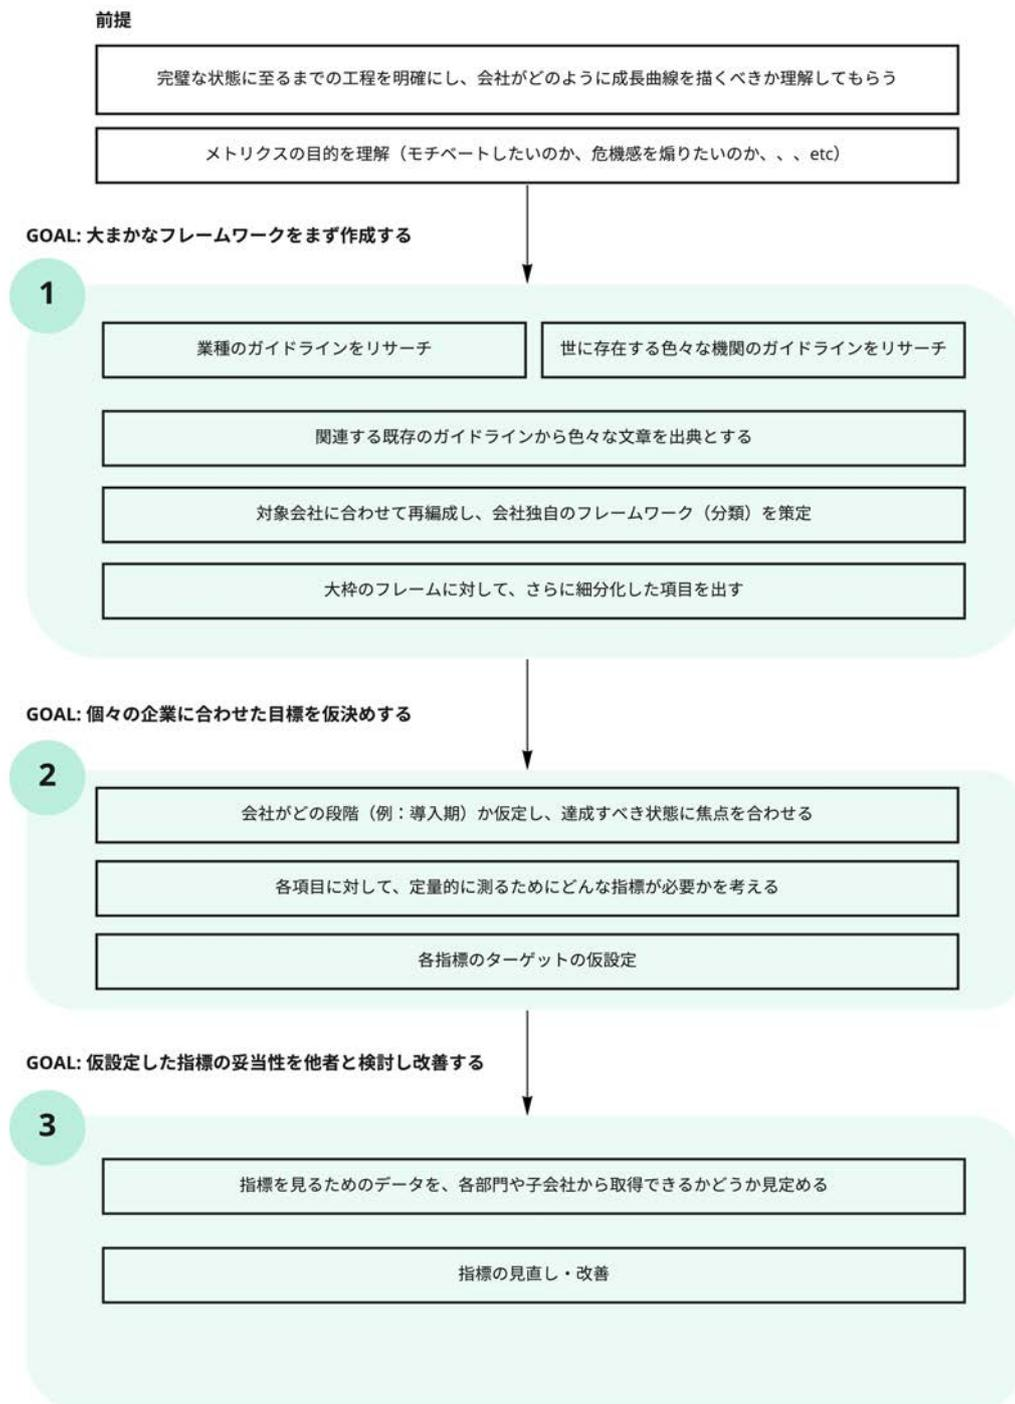 前提
完璧な状態に至るまでの工程を明確にし、会社がどのように成長曲線を描くべきか理解してもらう
メトリクスの目的を理解（モチベートしたいのか、危機感を煽りたいのか、、、etc）
GOAL: 大まかなフレームワークをまず作成する
1
業種のガイドラインをリサーチ
世に存在する色々な機関のガイドラインをリサーチ
関連する既存のガイドラインから色々な文章を出典とする
対象会社に合わせて再編成し、会社独自のフレームワーク（分類）を策定
大枠のフレームに対して、さらに細分化した項目を出す
GOAL: 個々の企業に合わせた目標を仮決めする
2
会社がどの段階（例：導入期）か仮定し、達成すべき状態に焦点を合わせる
各項目に対して、定量的に測るためにどんな指標が必要かを考える
各指標のターゲットの仮設定
GOAL: 仮設定した指標の妥当性を他者と検討し改善する
3
指標を見るためのデータを、各部門や子会社から取得できるかどうか見定める
指標の見直し・改善